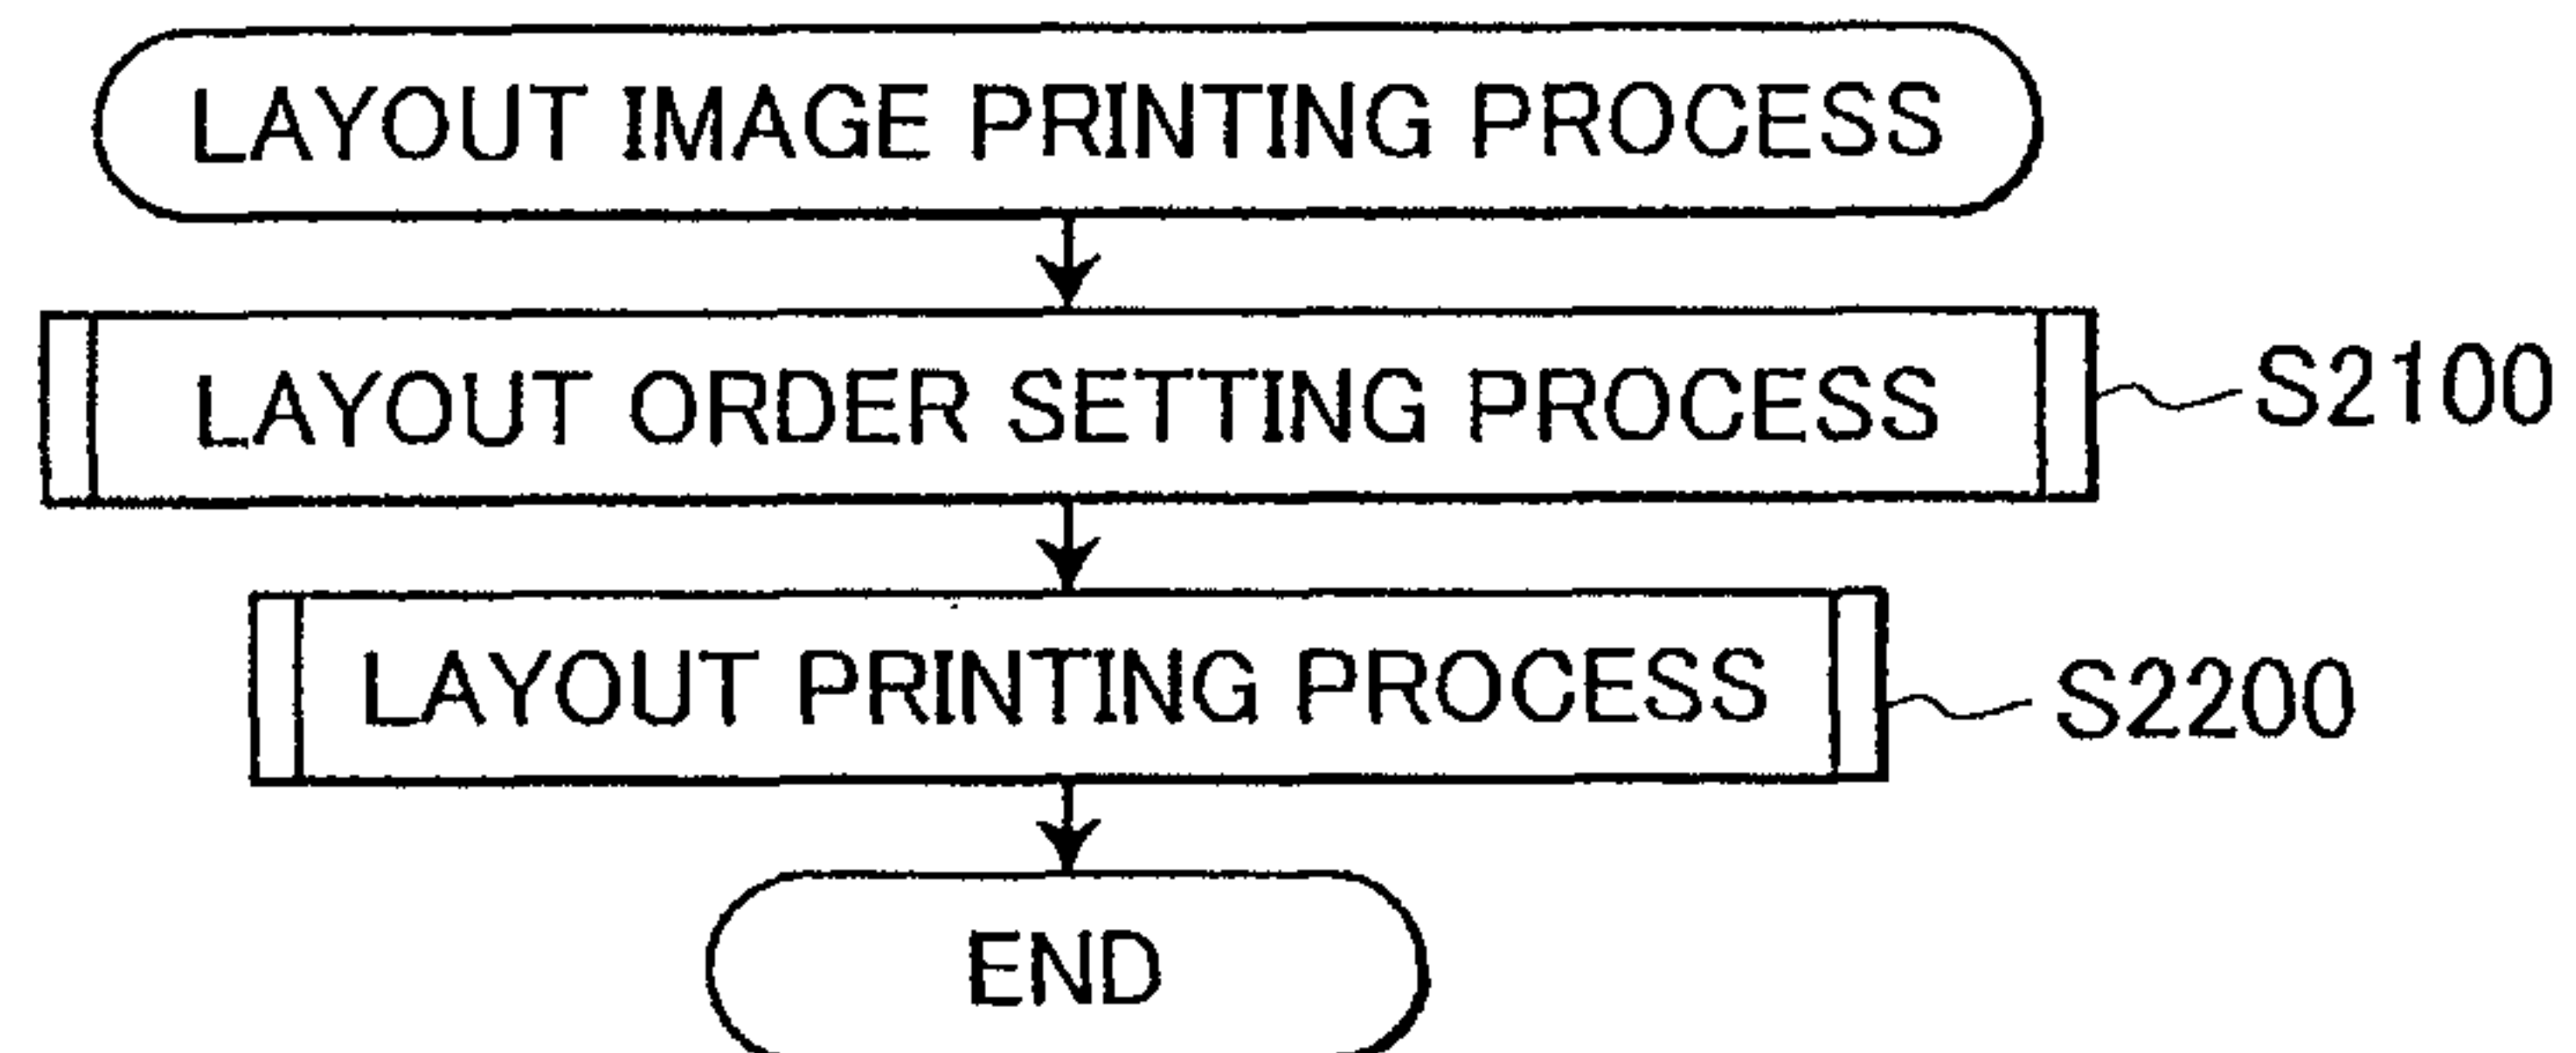 LAYOUT IMAGE PRINTING PROCESS
LAYOUT ORDER SETTING PROCESS
S2100
LAYOUT PRINTING PROCESS
S2200
END